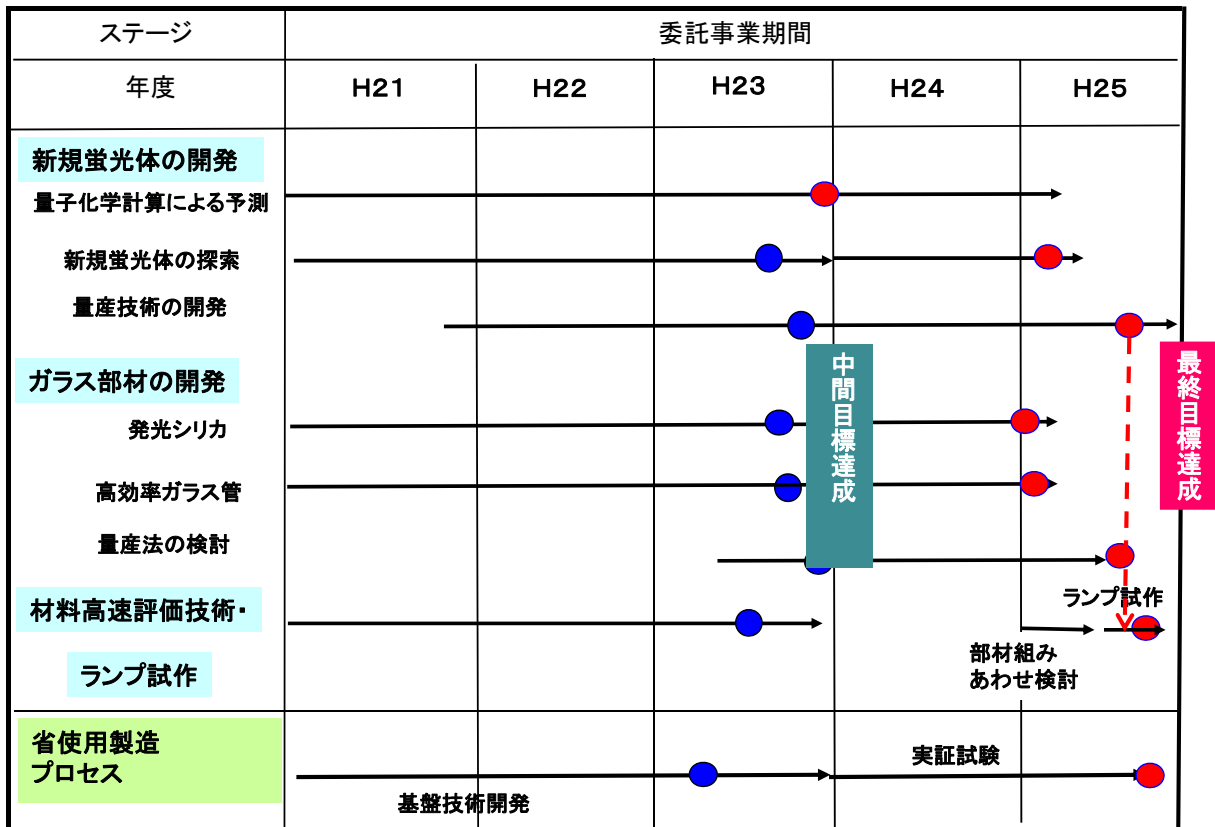 ステージ
委託事業期間
年度
H21
H22
H23
H24
H25
新規蛍光体の開発
量子化学計算による予測
新規蛍光体の探索
量産技術の開発
中間目標達成
最終目標達成
ガラス部材の開発
発光シリカ
高効率ガラス管
量産法の検討
材料高速評価技術・
ランプ試作
ランプ試作
部材組み
あわせ検討
省使用製造
プロセス
実証試験
基盤技術開発